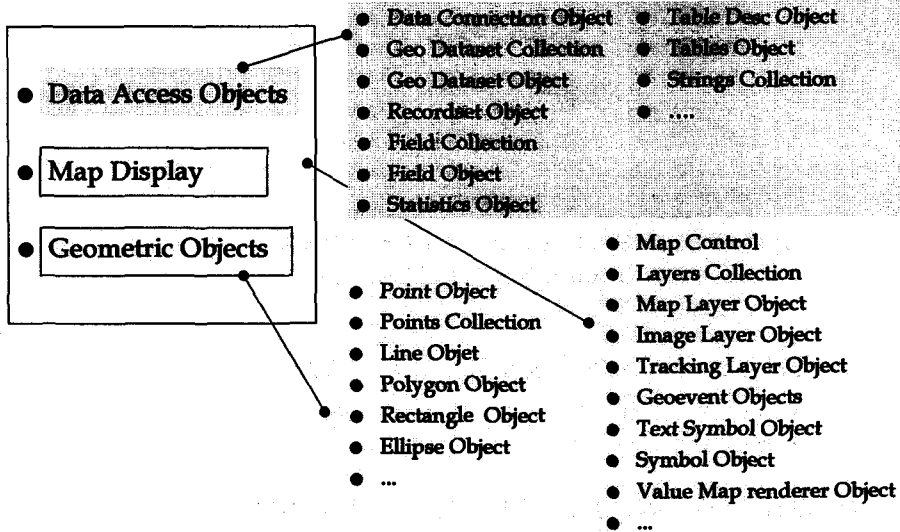 Data Access Objects
Map Display
Geometric Objects
Data Connection Object
Geo Dataset Collection
Geo Dataset Object
Recordset Object
Field Collection
Field Object
Statistics Object
Table Desc Object
Tables Object
Strings Collection
....
Point Object
Points Collection
Line Objet
Polygon Object
Rectangle Object
Ellipse Object
...
Map Control
Layers Collection
Map Layer Object
Image Layer Object
Tracking Layer Object
Geoevent Objects
Text Symbol Object
Symbol Object
Value Map renderer Object
...